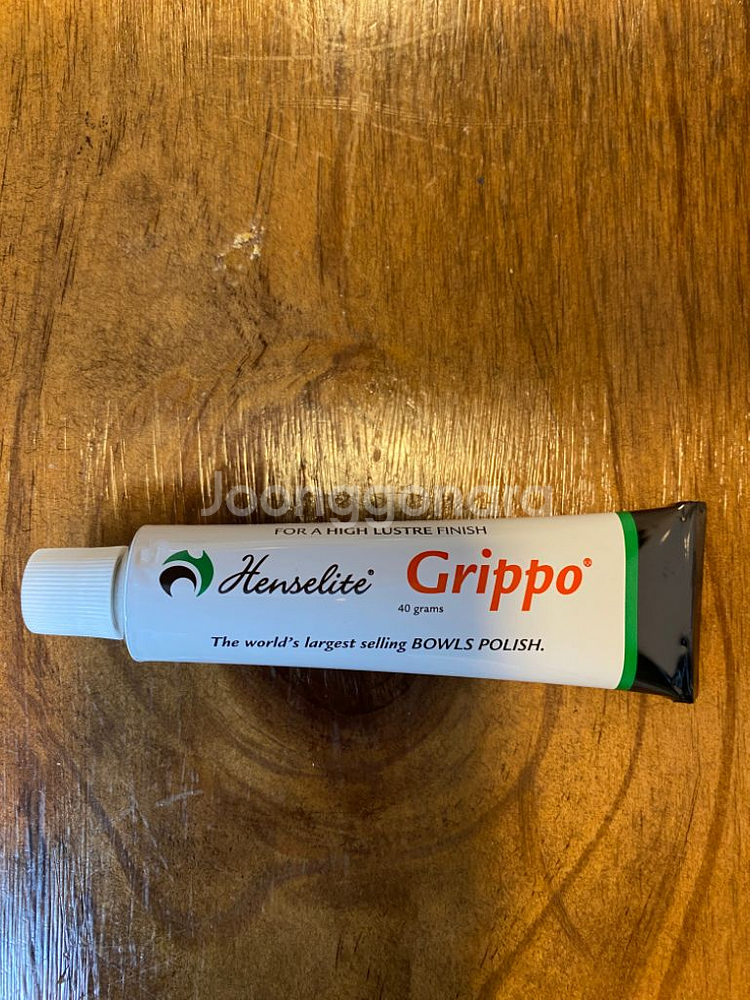 Joonggonara
FOR A HIGH LUSTRE FINISH
Henselite® Grippo®
40 grams
The world's largest selling BOWLS POLISH.